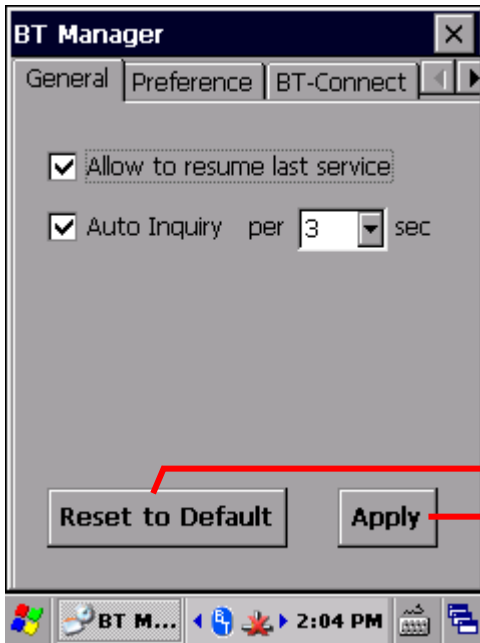 BT Manager
General Preference BT-Connect
Allow to resume last service
Auto Inquiry per 3 sec
Reset to Default Apply
BT M... 2:04 PM